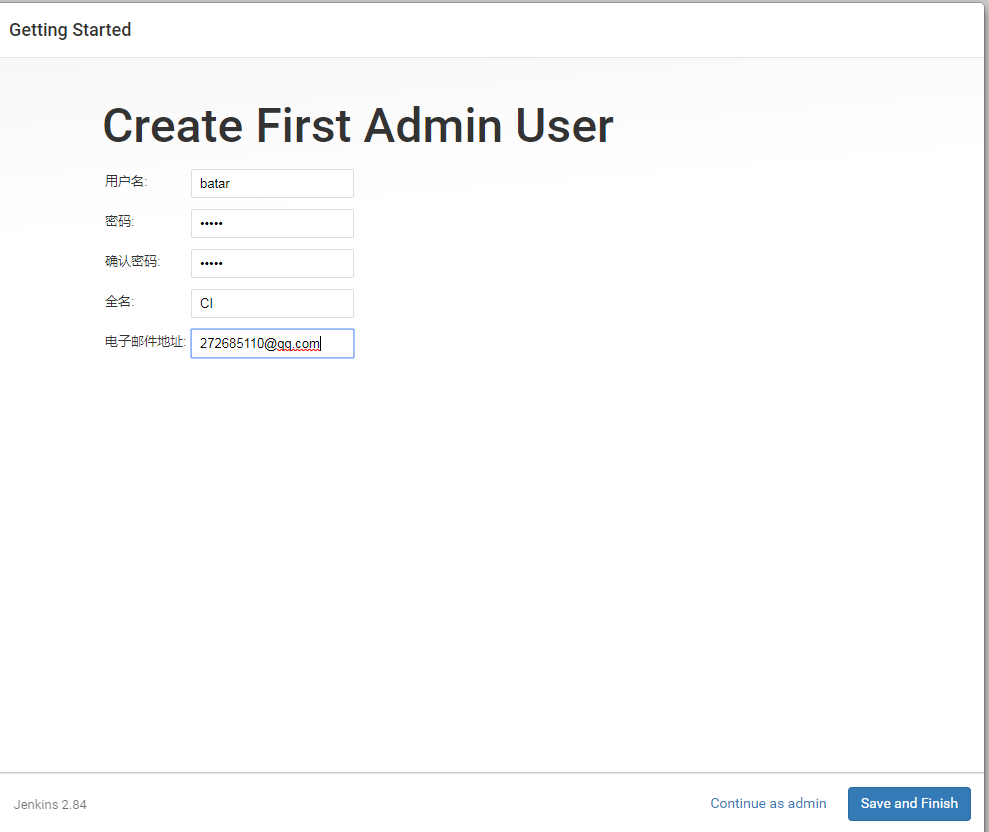 Getting Started
Create First Admin User
用户名: batar
密码: •••••
确认密码: •••••
全名: CI
电子邮件地址: 272685110@qq.com
Jenkins 2.84 Continue as admin Save and Finish